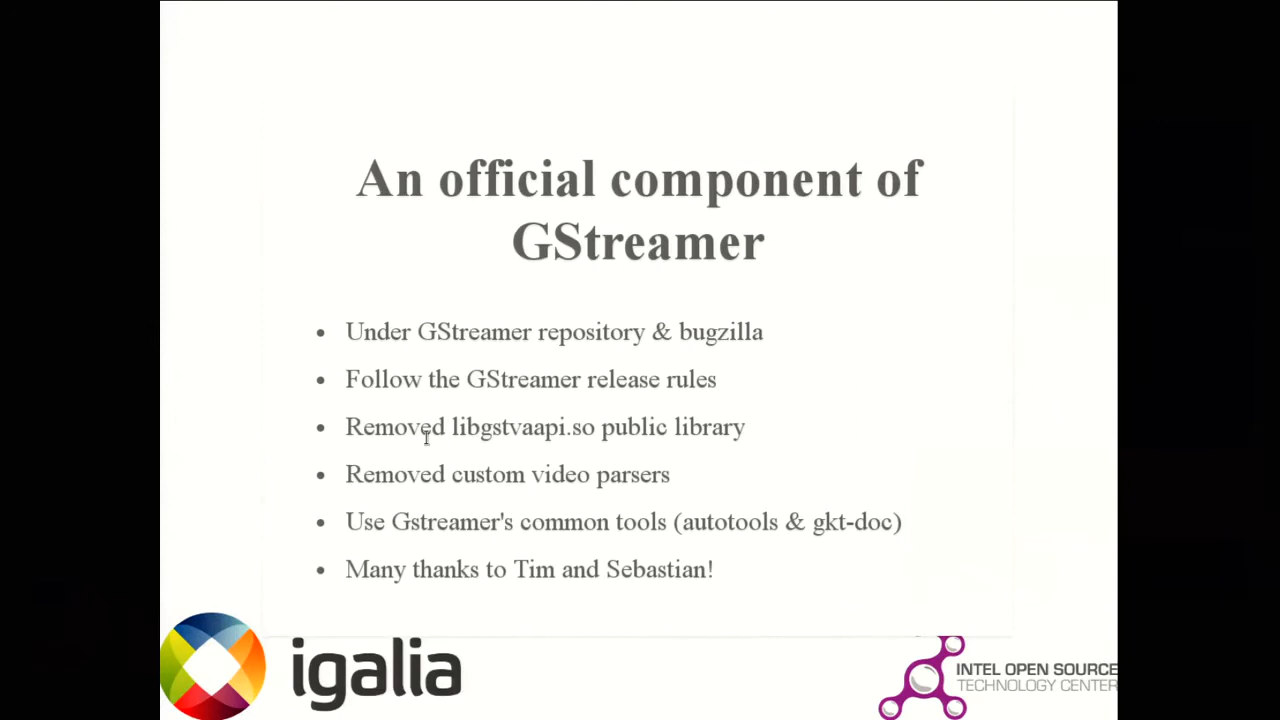 An official component of
GStreamer
• Under GStreamer repository & bugzilla
• Follow the GStreamer release rules
• Removed libgstvaapi.so public library
• Removed custom video parsers
• Use Gstreamer's common tools (autotools & gkt-doc)
• Many thanks to Tim and Sebastian!
igalia
INTEL OPEN SOURCE
TECHNOLOGY CENTER